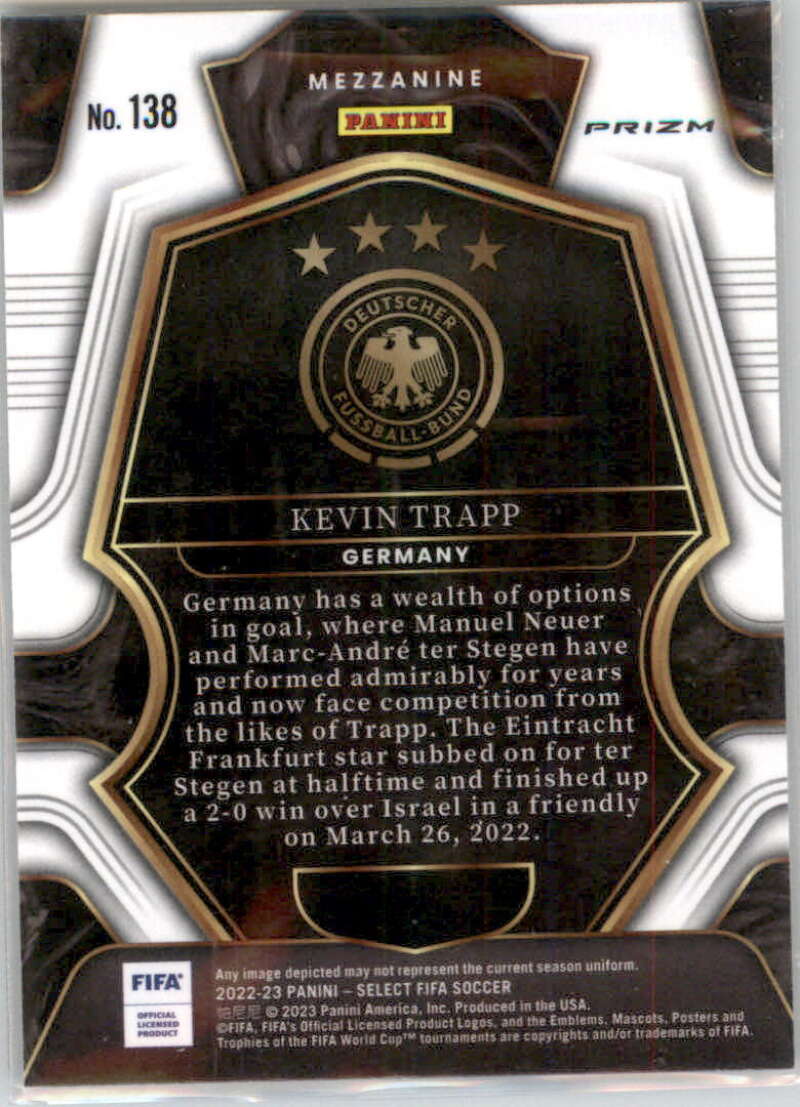 MEZZANINE
No. 138
PANINI
PRIZM
DEUTSCHER
FUSSBALL-BUND
KEVIN TRAPP
GERMANY
Germany has a wealth of options
in goal, where Manuel Neuer
and Marc-André ter Stegen have
performed admirably for years
and now face competition from
the likes of Trapp. The Eintracht
Frankfurt star subbed on for ter
Stegen at halftime and finished up
a 2-0 win over Israel in a friendly
on March 26, 2022.
FIFA®
OFFICIAL
LICENSED
PRODUCT
Any image depicted may not represent the current season uniform.
2022-23 PANINI – SELECT FIFA SOCCER
帕尼尼 © 2023 Panini America, Inc. Produced in the USA.
©FIFA, FIFA's Official Licensed Product Logos, and the Emblems, Mascots, Posters and
Trophies of the FIFA World Cup™ tournaments are copyrights and/or trademarks of FIFA.